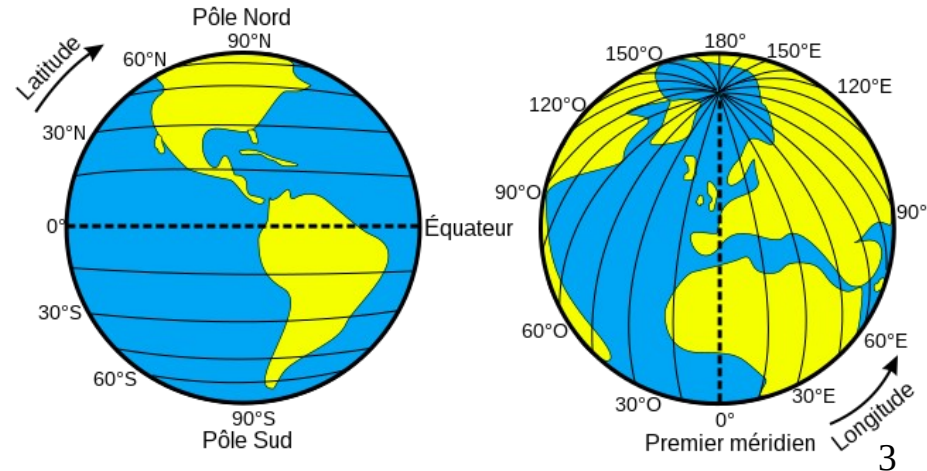 Pôle Nord
90°N
60°N
Latitude
30°N
0°
Équateur
30°S
60°S
90°S
Pôle Sud
180°
150°O
150°E
120°O
120°E
90°O
90°
60°O
60°E
30°O
30°E
0°
Longitude
Premier méridien
3